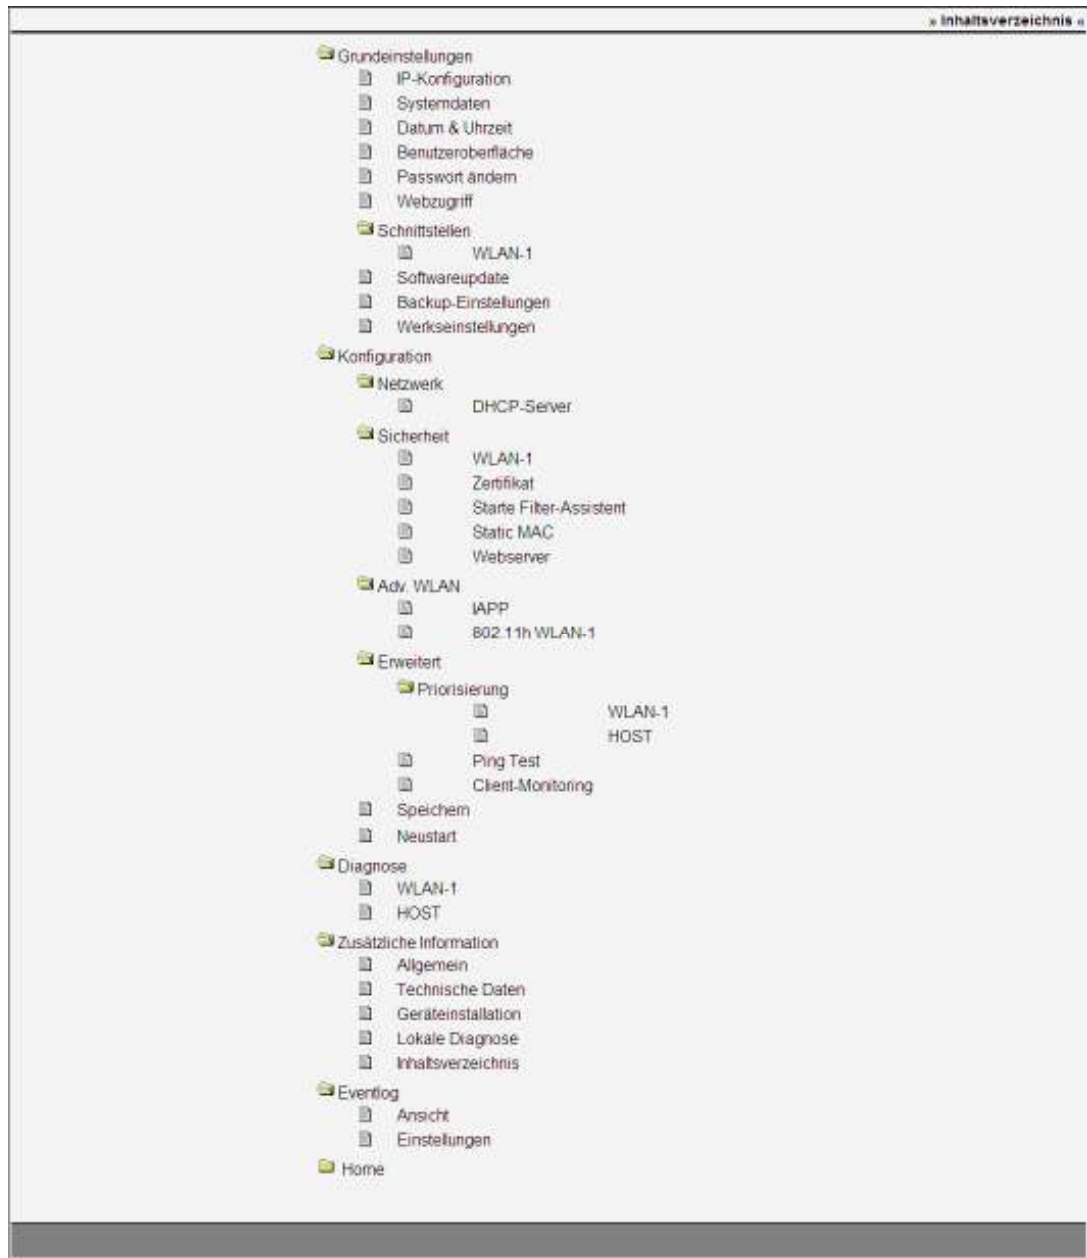 » Inhaltsverzeichnis «
Grundeinstellungen
IP-Konfiguration
Systemdaten
Datum & Uhrzeit
Benutzeroberfläche
Passwort ändern
Webzugriff
Schnittstellen
WLAN-1
Softwareupdate
Backup-Einstellungen
Werkseinstellungen
Konfiguration
Netzwerk
DHCP-Server
Sicherheit
WLAN-1
Zertifikat
Starte Filter-Assistent
Static MAC
Webserver
Adv. WLAN
IAPP
802.11h WLAN-1
Erweitert
Priorisierung
WLAN-1
HOST
Ping Test
Client-Monitoring
Speichern
Neustart
Diagnose
WLAN-1
HOST
Zusätzliche Information
Allgemein
Technische Daten
Geräteinstallation
Lokale Diagnose
Inhaltsverzeichnis
Eventlog
Ansicht
Einstellungen
Home